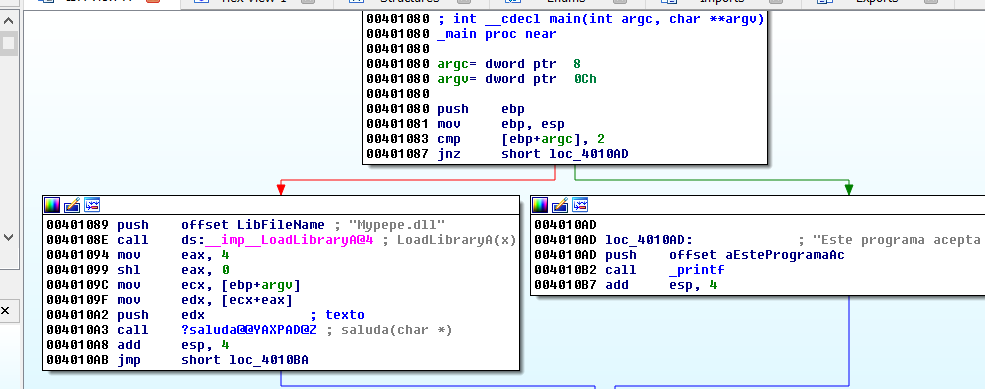 Structures
Enums
Imports
Exports
00401080 ; int __cdecl main(int argc, char **argv)
00401080 _main proc near
00401080
00401080 argc= dword ptr  8
00401080 argv= dword ptr  0Ch
00401080
00401080 push    ebp
00401081 mov     ebp, esp
00401083 cmp     [ebp+argc], 2
00401087 jnz     short loc_4010AD
00401089 push    offset LibFileName ; "Mypepe.dll"
0040108E call    ds:__imp__LoadLibraryA@4 ; LoadLibraryA(x)
00401094 mov     eax, 4
00401099 shl     eax, 0
0040109C mov     ecx, [ebp+argv]
0040109F mov     edx, [ecx+eax]
004010A2 push    edx             ; texto
004010A3 call    ?saluda@@YAXPAD@Z ; saluda(char *)
004010A8 add     esp, 4
004010AB jmp     short loc_4010BA
004010AD
004010AD loc_4010AD:             ; "Este programa acepta
004010AD push    offset aEsteProgramaAc
004010B2 call    _printf
004010B7 add     esp, 4